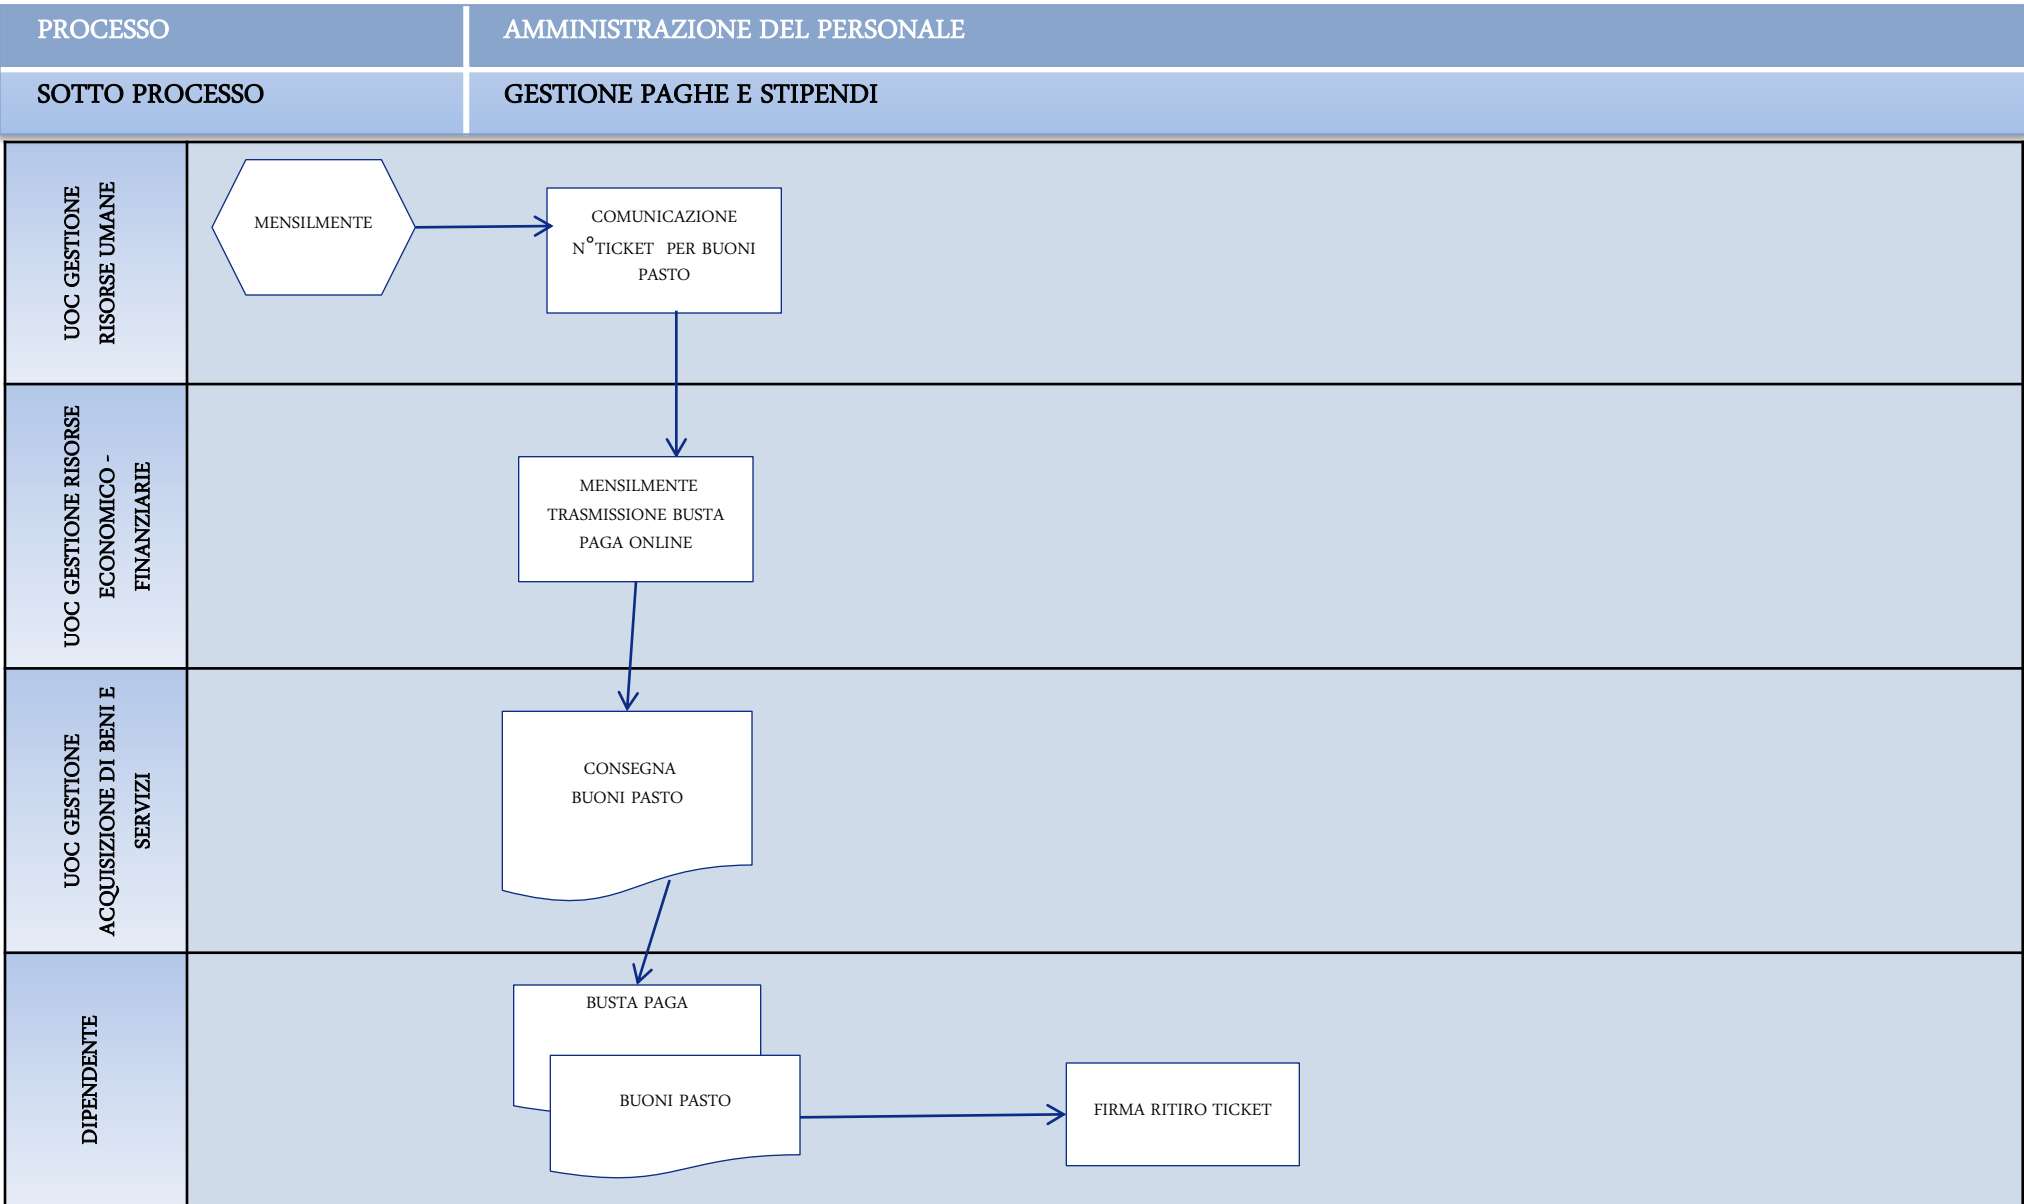 PROCESSO
AMMINISTRAZIONE DEL PERSONALE
SOTTO PROCESSO
GESTIONE PAGHE E STIPENDI
UOC GESTIONE
RISORSE UMANE
MENSILMENTE
COMUNICAZIONE
N°TICKET PER BUONI
PASTO
UOC GESTIONE RISORSE
ECONOMICO -
FINANZIARIE
MENSILMENTE
TRASMISSIONE BUSTA
PAGA ONLINE
UOC GESTIONE
ACQUISIZIONE DI BENI E
SERVIZI
CONSEGNA
BUONI PASTO
DIPENDENTE
BUSTA PAGA
BUONI PASTO
FIRMA RITIRO TICKET